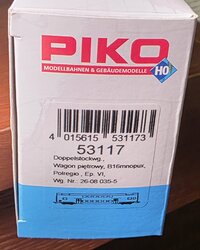 PIKO
MODELLBAHNEN & GEBÄUDEMODELLE
H0
4 015615 531173
53117
Doppelstockwg.,
Wagon piętrowy, B16mnopux,
Polregio , Ep. VI,
Wg. Nr.: 26-08 035-5